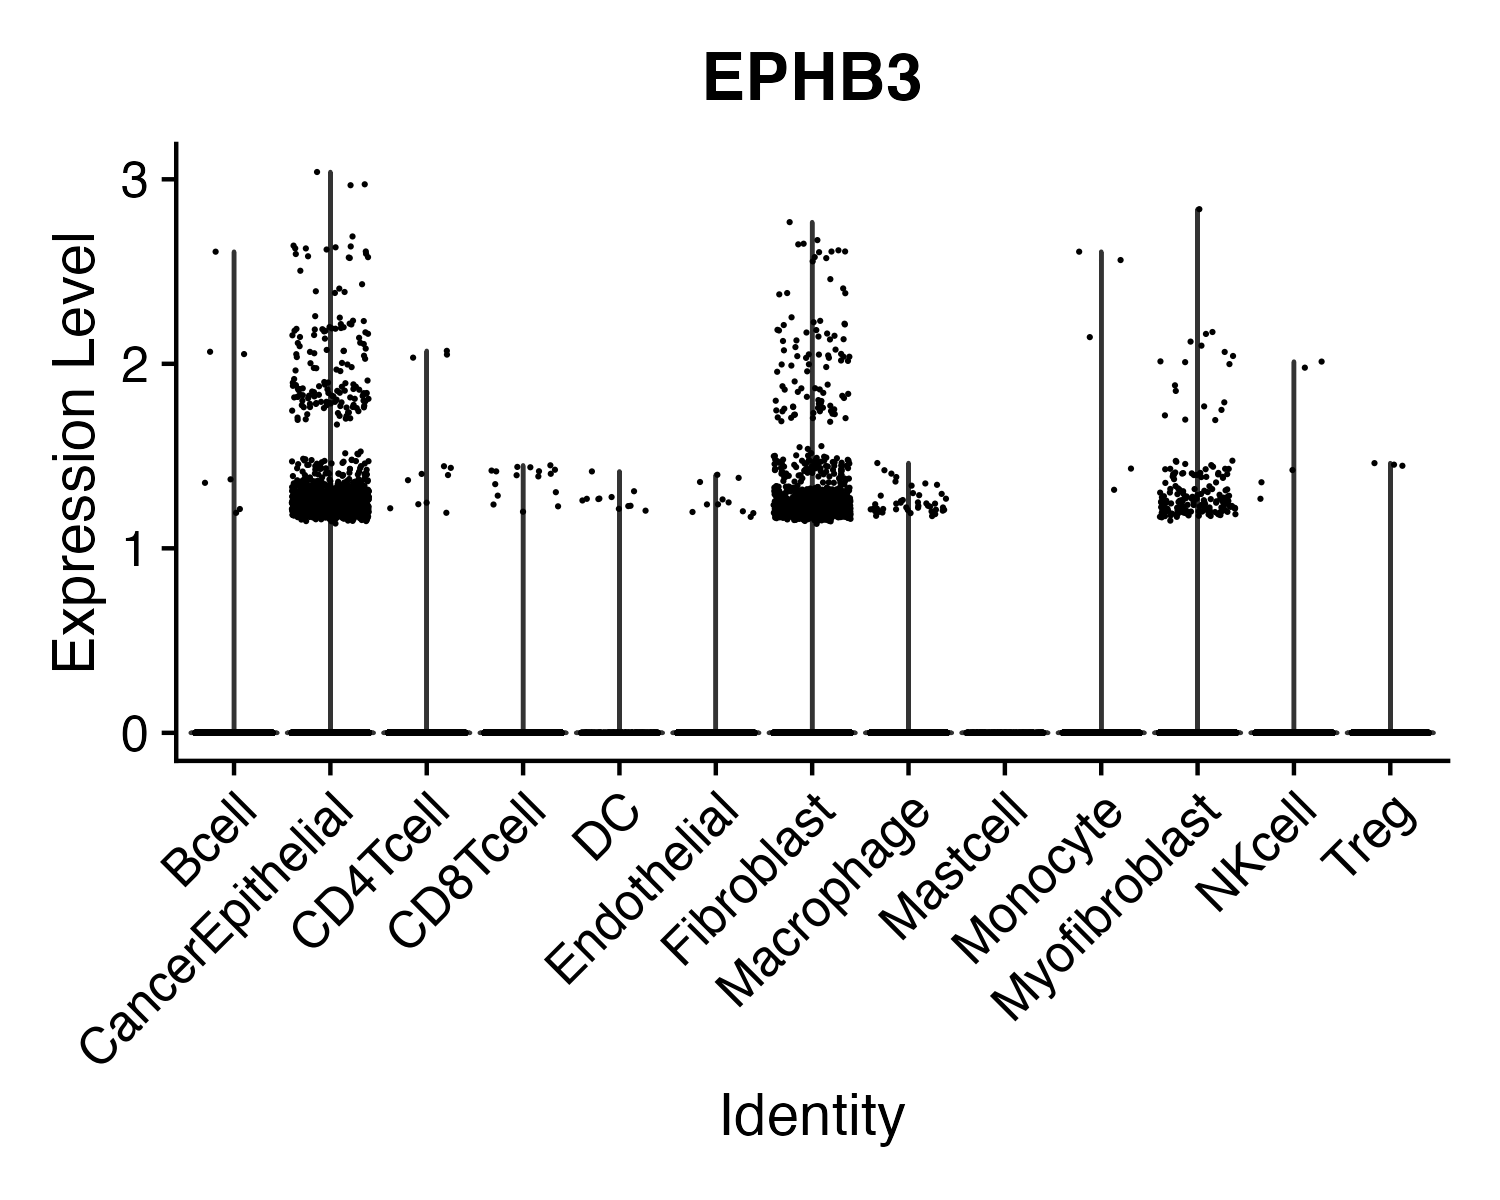 EPHB3
Expression Level
3
2
1
0
Bcell
CancerEpithelial
CD4Tcell
CD8Tcell
DC
Endothelial
Fibroblast
Macrophage
Mastcell
Monocyte
Myofibroblast
NKcell
Treg
Identity